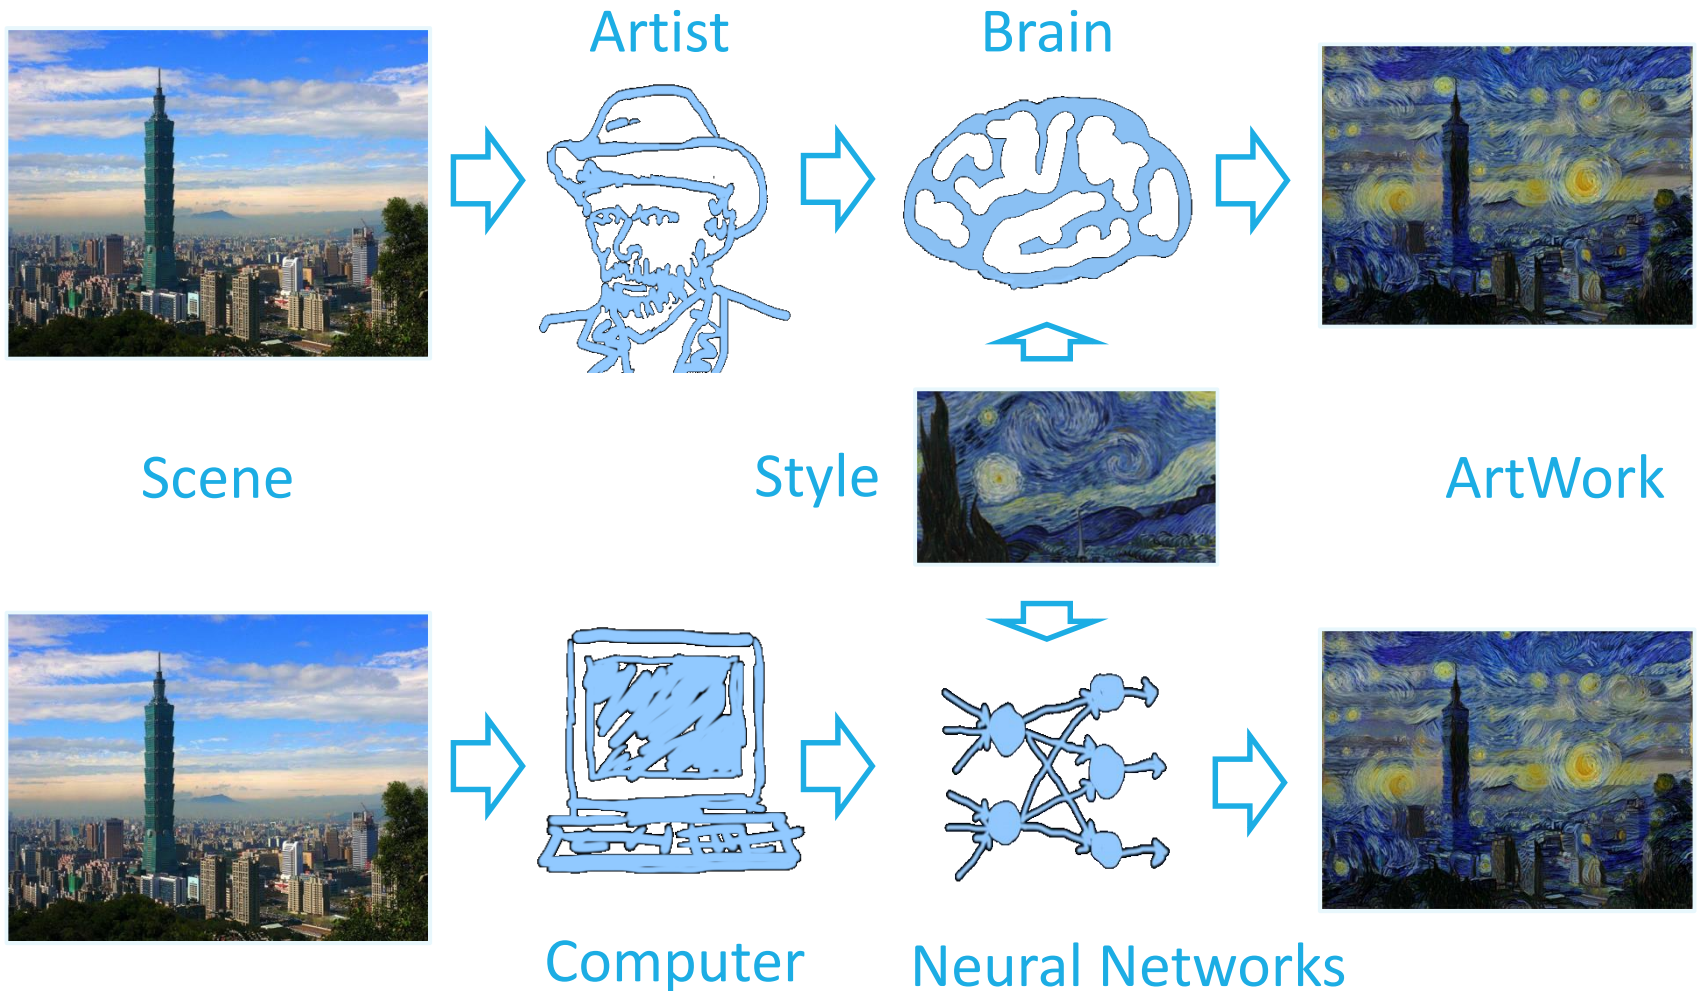 Artist
Brain
Scene
Style
ArtWork
Computer
Neural Networks